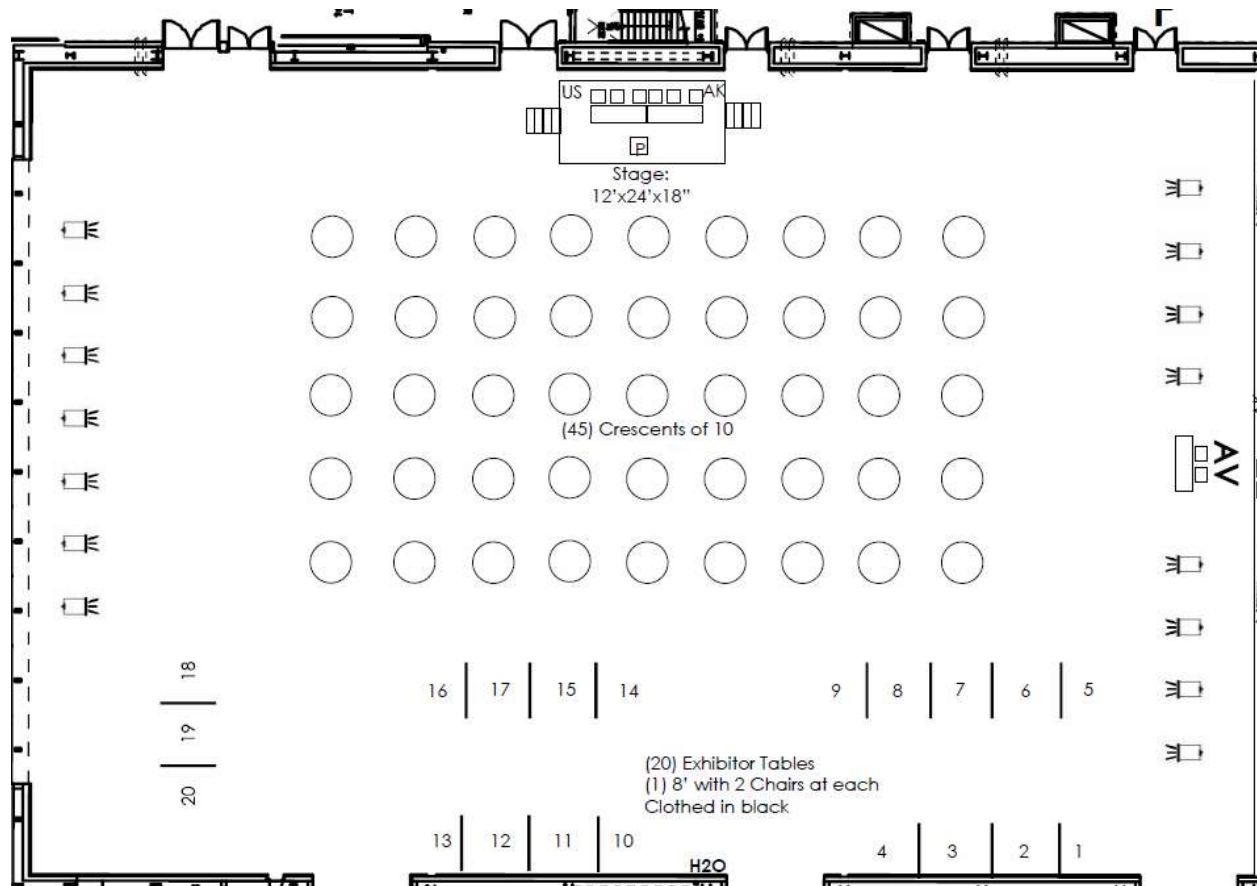 US
AK
P
Stage:
12'x24'x18"
(45) Crescents of 10
AV
18
19
20
16 17 15 14
9 8 7 6 5
(20) Exhibitor Tables
(1) 8' with 2 Chairs at each
Clothed in black
13 12 11 10
H2O
4 3 2 1